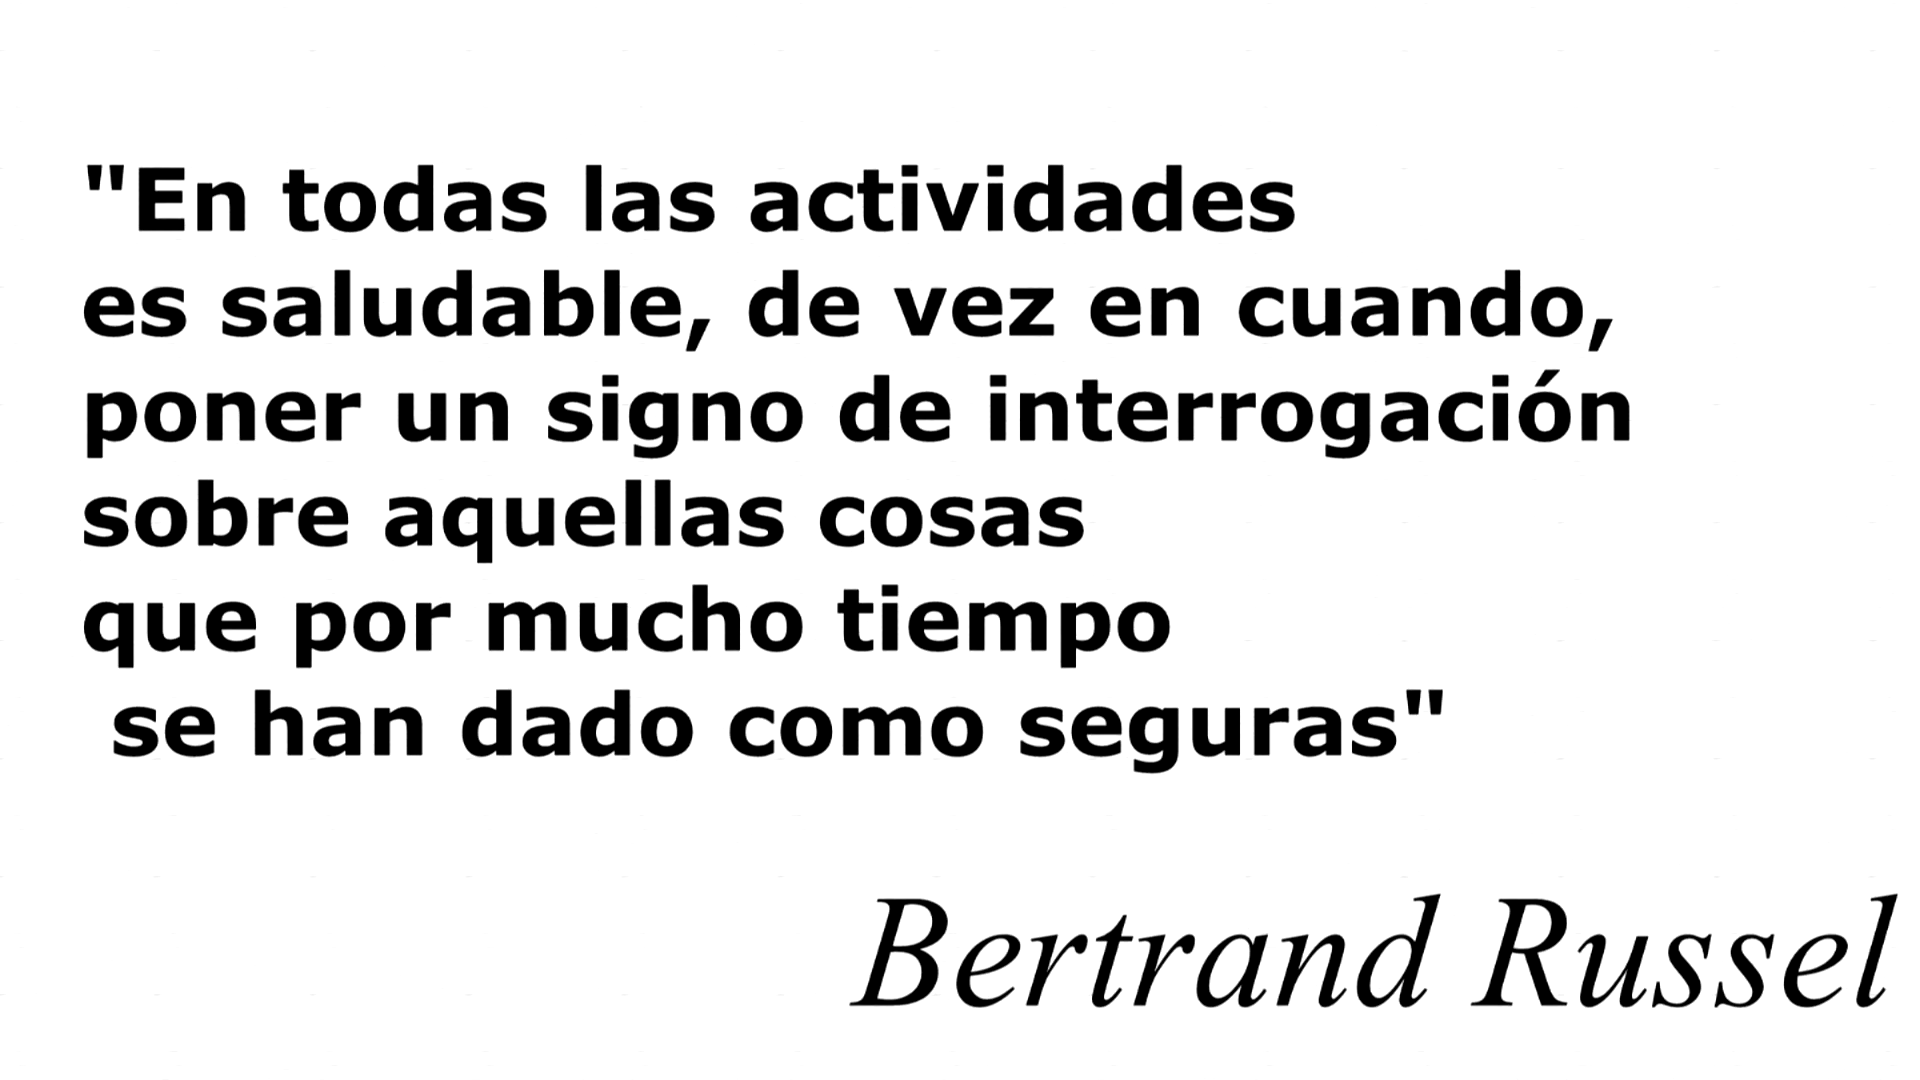 "En todas las actividades
es saludable, de vez en cuando,
poner un signo de interrogación
sobre aquellas cosas
que por mucho tiempo
se han dado como seguras"
Bertrand Russel